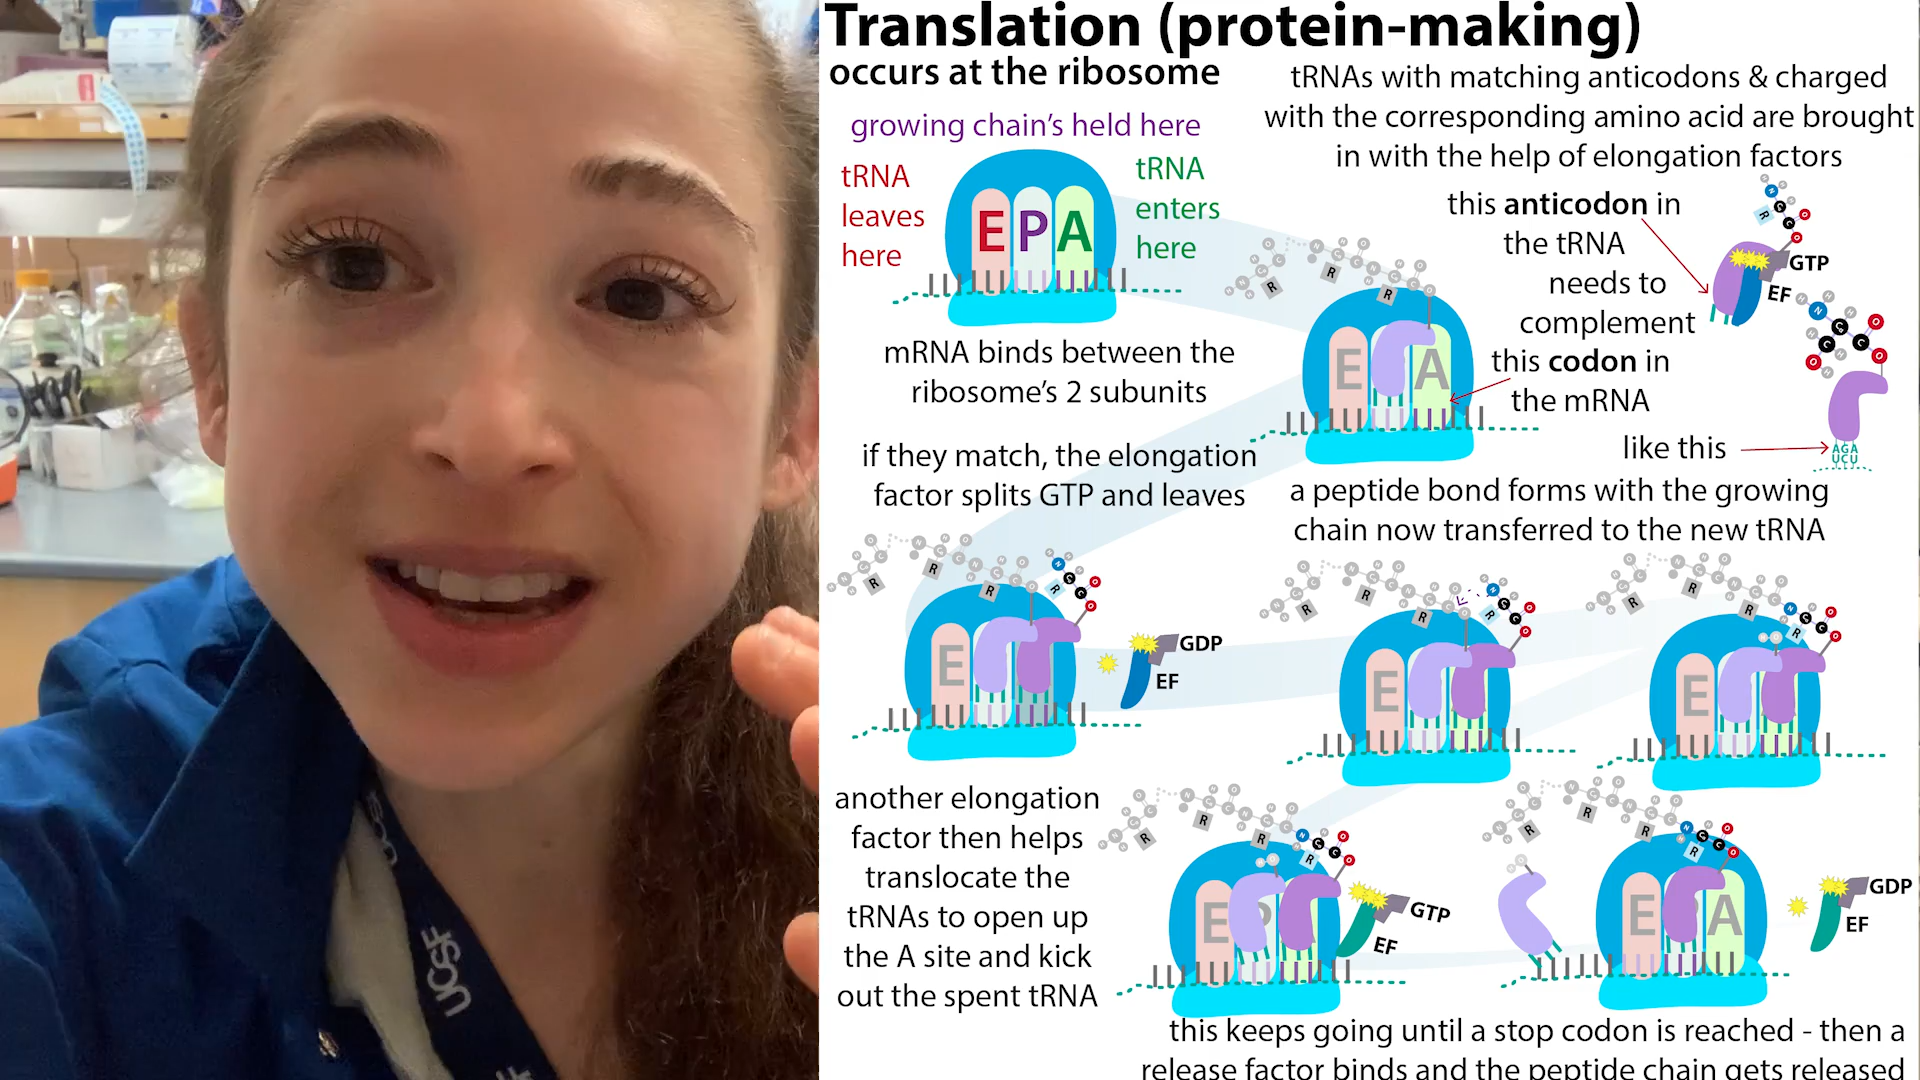 Translation (protein-making)
occurs at the ribosome
growing chain's held here
tRNA
leaves
here
tRNA
enters
here
E P A
mRNA binds between the
ribosome's 2 subunits
tRNAs with matching anticodons & charged
with the corresponding amino acid are brought
in with the help of elongation factors
this anticodon in
the tRNA
needs to
complement
this codon in
the mRNA
like this
GTP
EF
AGA
UCU
E A
R R R
if they match, the elongation
factor splits GTP and leaves
a peptide bond forms with the growing
chain now transferred to the new tRNA
R R R R
E
GDP
EF
R R R R
E
R R R R
E
another elongation
factor then helps
translocate the
tRNAs to open up
the A site and kick
out the spent tRNA
R R R R
E P
GTP
EF
R R R R
E A
GDP
EF
this keeps going until a stop codon is reached - then a
release factor binds and the peptide chain gets released
UCSF